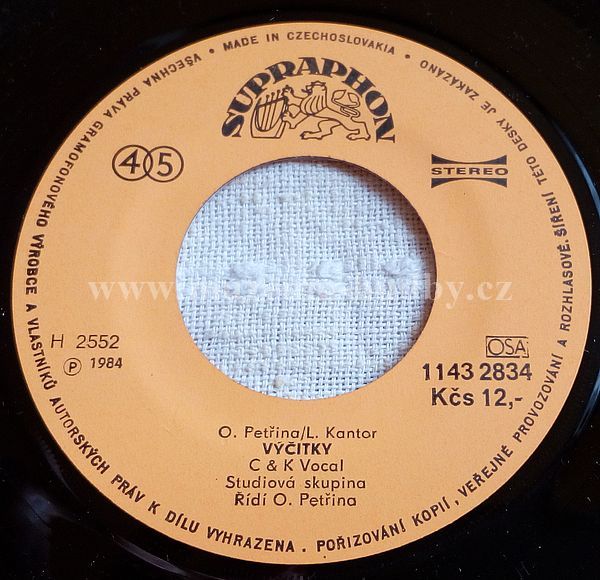 VŠECHNA PRÁVA GRAMOFONOVÉHO VÝROBCE A VLASTNÍKŮ AUTORSKÝCH PRÁV K DÍLU VYHRAZENA. POŘIZOVÁNÍ KOPIÍ, VEŘEJNÉ PROVOZOVÁNÍ A ROZHLASOVÉ ŠÍŘENÍ TÉTO DESKY JE ZAKÁZÁNO
• MADE IN CZECHOSLOVAKIA •
SUPRAPHON
45
STEREO
H 2552
Ⓟ 1984
OSA
1143 2834
Kčs 12,-
O. Petřina/L. Kantor
VÝČITKY
C & K Vocal
Studiová skupina
Řídí O. Petřina